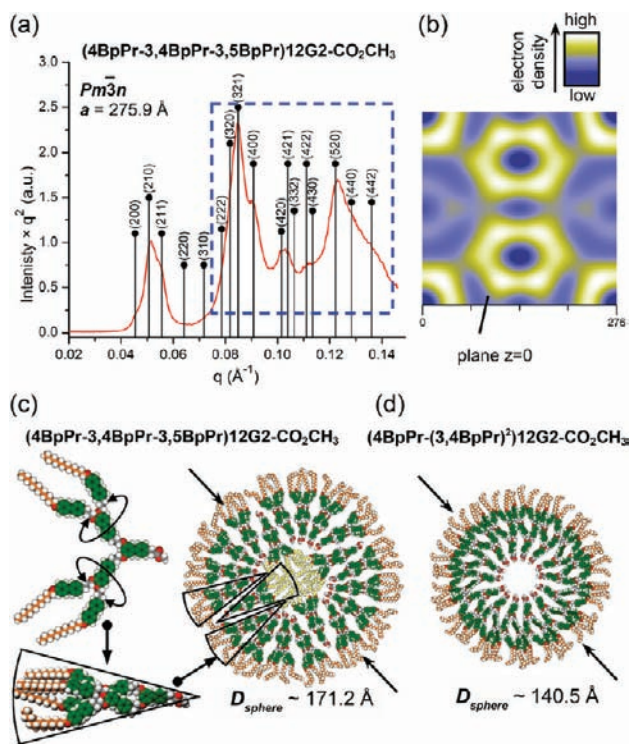 (a)
(4BpPr-3,4BpPr-3,5BpPr)12G2-CO₂CH₃
Pm3̅n
a = 275.9 Å
Intenisty × q² (a.u.)
3.0
2.5
2.0
1.5
1.0
0.5
0.0
(200)
(210)
(211)
(220)
(310)
(222)
(320)
(321)
(400)
(420)
(421)
(332)
(422)
(430)
(520)
(440)
(442)
0.02 0.04 0.06 0.08 0.10 0.12 0.14
q (Å⁻¹)
(b)
electron
density
high
low
0 276
plane z=0
(c)
(4BpPr-3,4BpPr-3,5BpPr)12G2-CO₂CH₃
D sphere ~ 171.2 Å
(d)
(4BpPr-(3,4BpPr)²)12G2-CO₂CH₃
D sphere ~ 140.5 Å